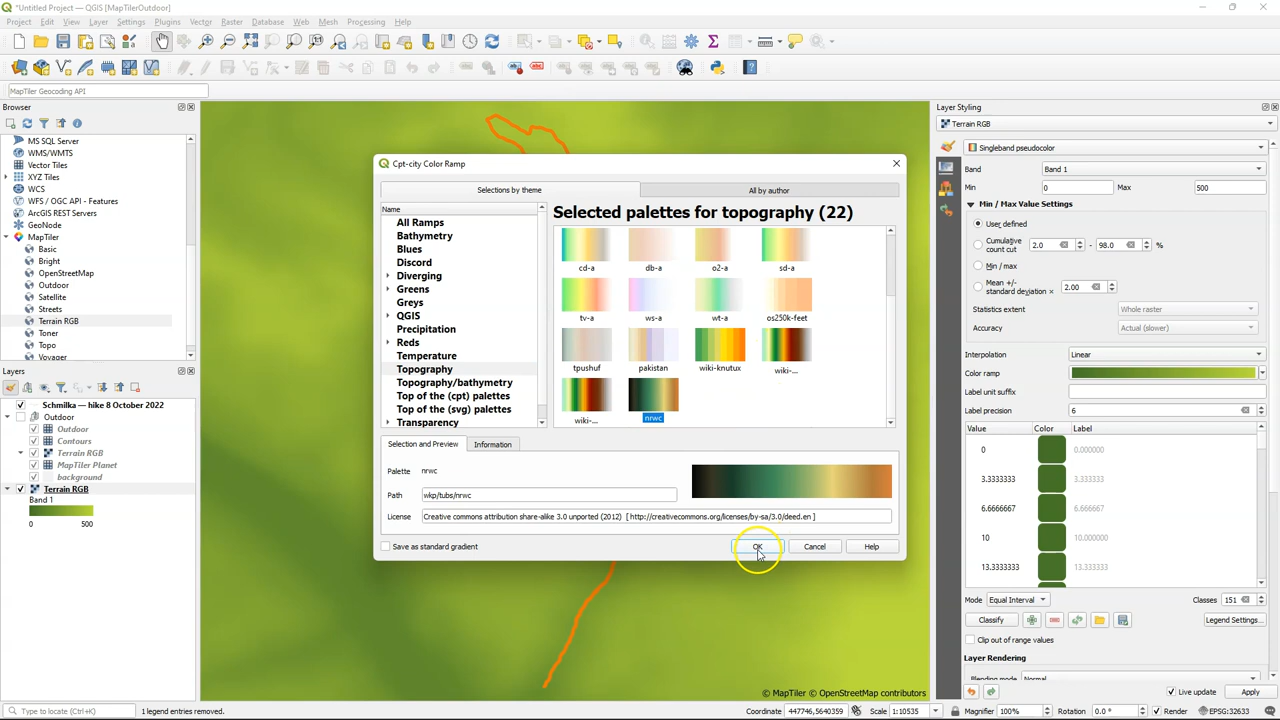 *Untitled Project — QGIS [MapTilerOutdoor]
Project Edit View Layer Settings Plugins Vector Raster Database Web Mesh Processing Help
MapTiler Geocoding API
Browser
MS SQL Server
WMS/WMTS
Vector Tiles
XYZ Tiles
WCS
WFS / OGC API - Features
ArcGIS REST Servers
GeoNode
MapTiler
Basic
Bright
OpenStreetMap
Outdoor
Satellite
Streets
Terrain RGB
Toner
Topo
Voyager
Layers
Schmilka — hike 8 October 2022
Outdoor
Outdoor
Contours
Terrain RGB
MapTiler Planet
background
Terrain RGB
Band 1
0 500
Cpt-city Color Ramp
Selections by theme All by author
Name
All Ramps
Bathymetry
Blues
Discord
Diverging
Greens
Greys
QGIS
Precipitation
Reds
Temperature
Topography
Topography/bathymetry
Top of the (cpt) palettes
Top of the (svg) palettes
Transparency
Selected palettes for topography (22)
cd-a db-a o2-a sd-a
tv-a ws-a wt-a os250k-feet
tpushuf pakistan wiki-knutux wiki-...
wiki-... nrwc
Selection and Preview Information
Palette nrwc
Path wkp/tubs/nrwc
License Creative commons attribution share-alike 3.0 unported (2012) [ http://creativecommons.org/licenses/by-sa/3.0/deed.en ]
Save as standard gradient OK Cancel Help
© MapTiler © OpenStreetMap contributors
Layer Styling
Terrain RGB
Singleband pseudocolor
Band Band 1
Min 0 Max 500
Min / Max Value Settings
User defined
Cumulative count cut 2.0 - 98.0 %
Min / max
Mean +/- standard deviation × 2.00
Statistics extent Whole raster
Accuracy Actual (slower)
Interpolation Linear
Color ramp
Label unit suffix
Label precision 6
Value Color Label
0 0.000000
3.3333333 3.333333
6.6666667 6.666667
10 10.000000
13.3333333 13.333333
Mode Equal Interval Classes 151
Classify Legend Settings...
Clip out of range values
Layer Rendering
Blending mode Normal
Live update Apply
Type to locate (Ctrl+K) 1 legend entries removed. Coordinate 447746,5640359 Scale 1:10535 Magnifier 100% Rotation 0.0 ° Render EPSG:32633